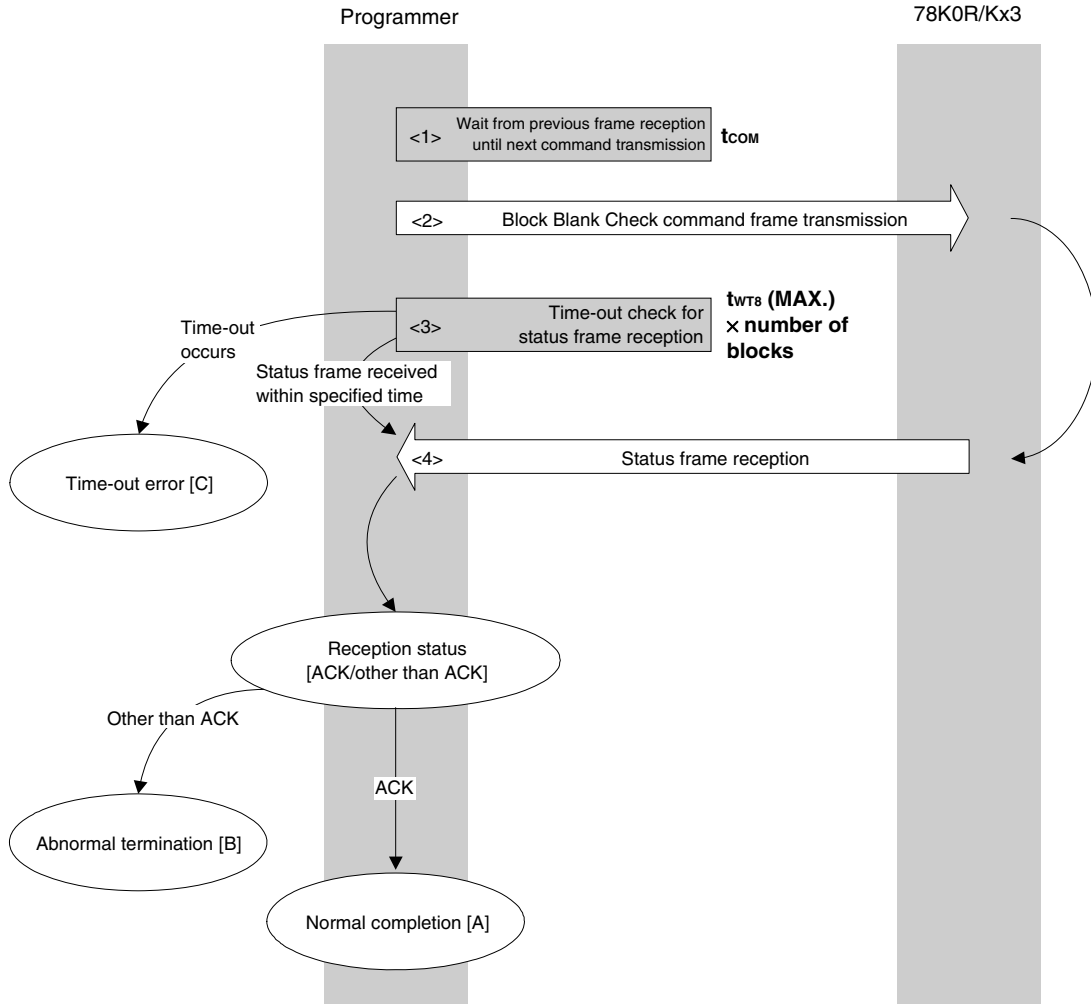 Programmer
78K0R/Kx3
<1>
Wait from previous frame reception
until next command transmission
tCOM
<2>
Block Blank Check command frame transmission
<3>
Time-out check for
status frame reception
tWT8 (MAX.)
× number of
blocks
Time-out
occurs
Status frame received
within specified time
<4>
Status frame reception
Time-out error [C]
Reception status
[ACK/other than ACK]
Other than ACK
ACK
Abnormal termination [B]
Normal completion [A]